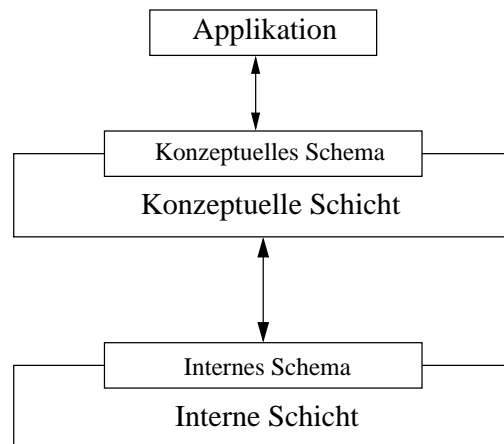 Applikation
Konzeptuelles Schema
Konzeptuelle Schicht
Internes Schema
Interne Schicht